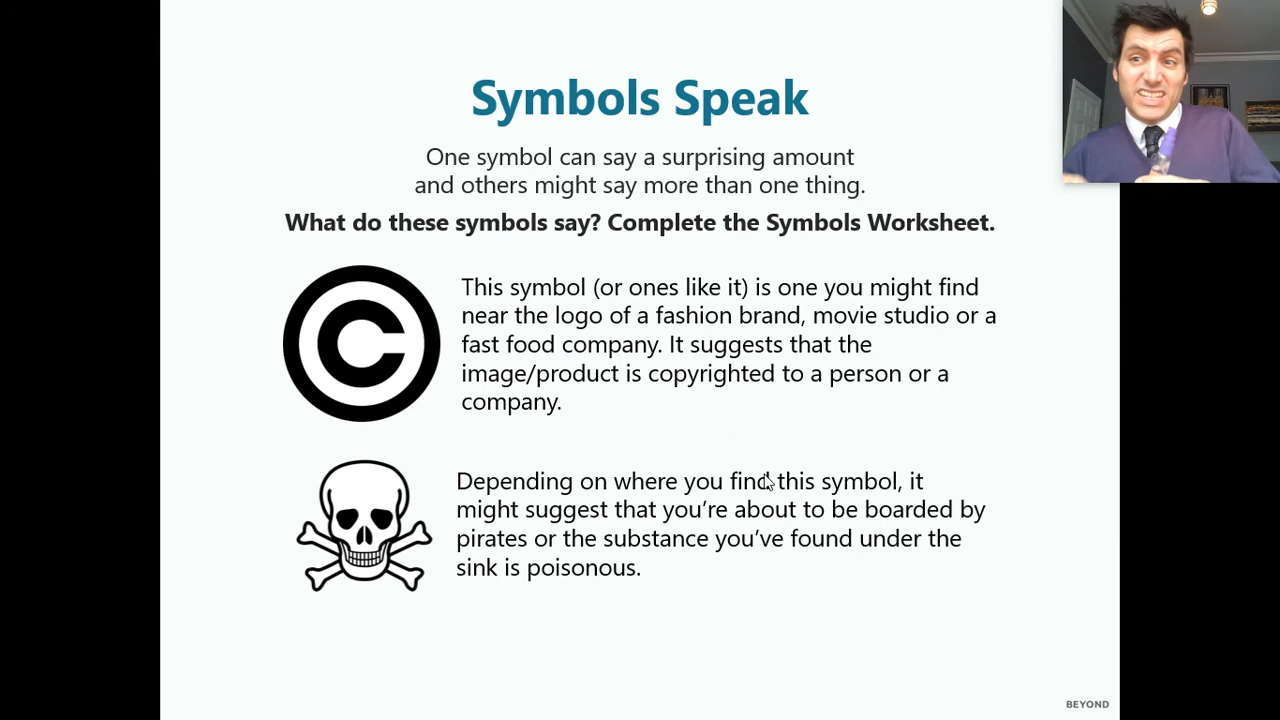 Symbols Speak
One symbol can say a surprising amount
and others might say more than one thing.
What do these symbols say? Complete the Symbols Worksheet.
This symbol (or ones like it) is one you might find
near the logo of a fashion brand, movie studio or a
fast food company. It suggests that the
image/product is copyrighted to a person or a
company.
Depending on where you find this symbol, it
might suggest that you’re about to be boarded by
pirates or the substance you’ve found under the
sink is poisonous.
BEYOND